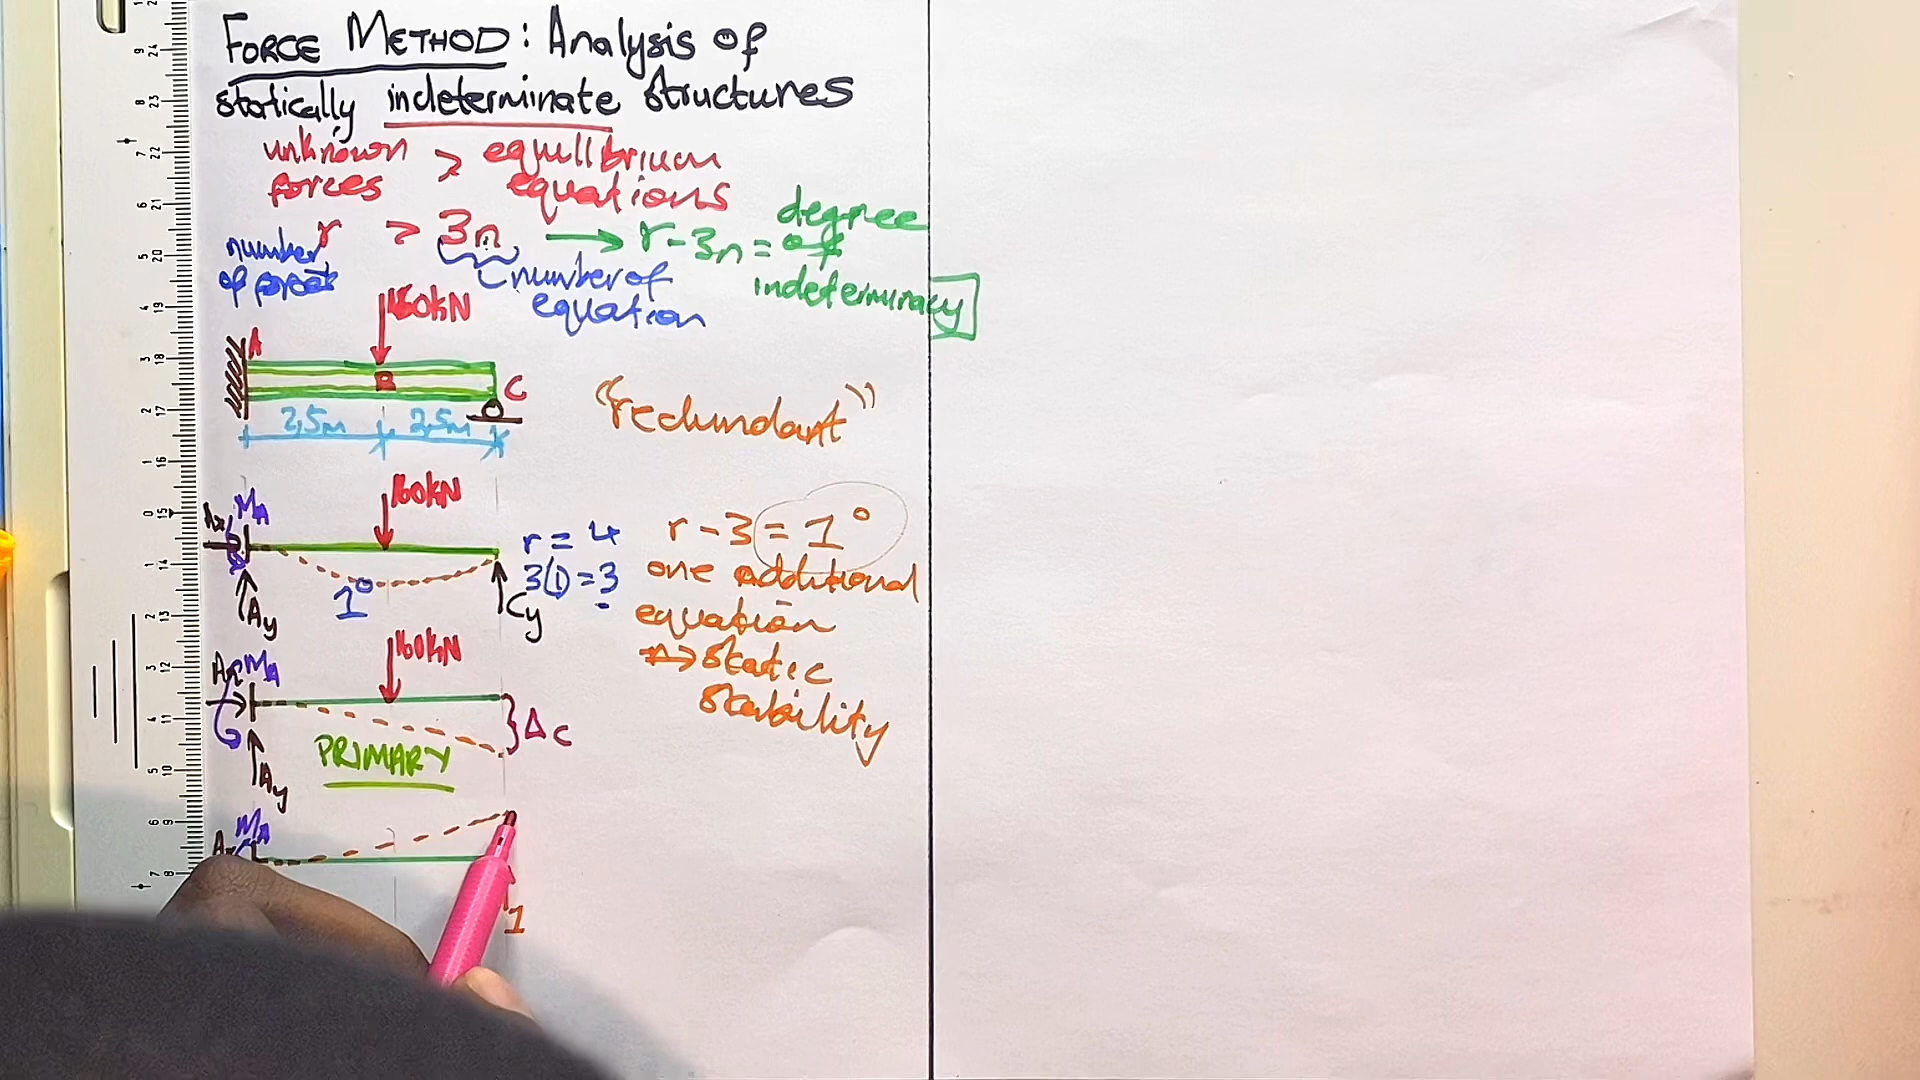 FORCE METHOD: Analysis of
statically indeterminate structures
unknown forces > equilibrium equations
r > 3n → r - 3n = degree of indeterminacy
number of forces
number of equation
160kN
A
B
C
2,5m 2,5m
"redundant"
160kN
Ax MA
Ay
Cy
1°
r = 4
3(1) = 3
r - 3 = 1°
one additional
equation
→ static
stability
160kN
Ax MA
Ay
ΔC
PRIMARY
MA
1